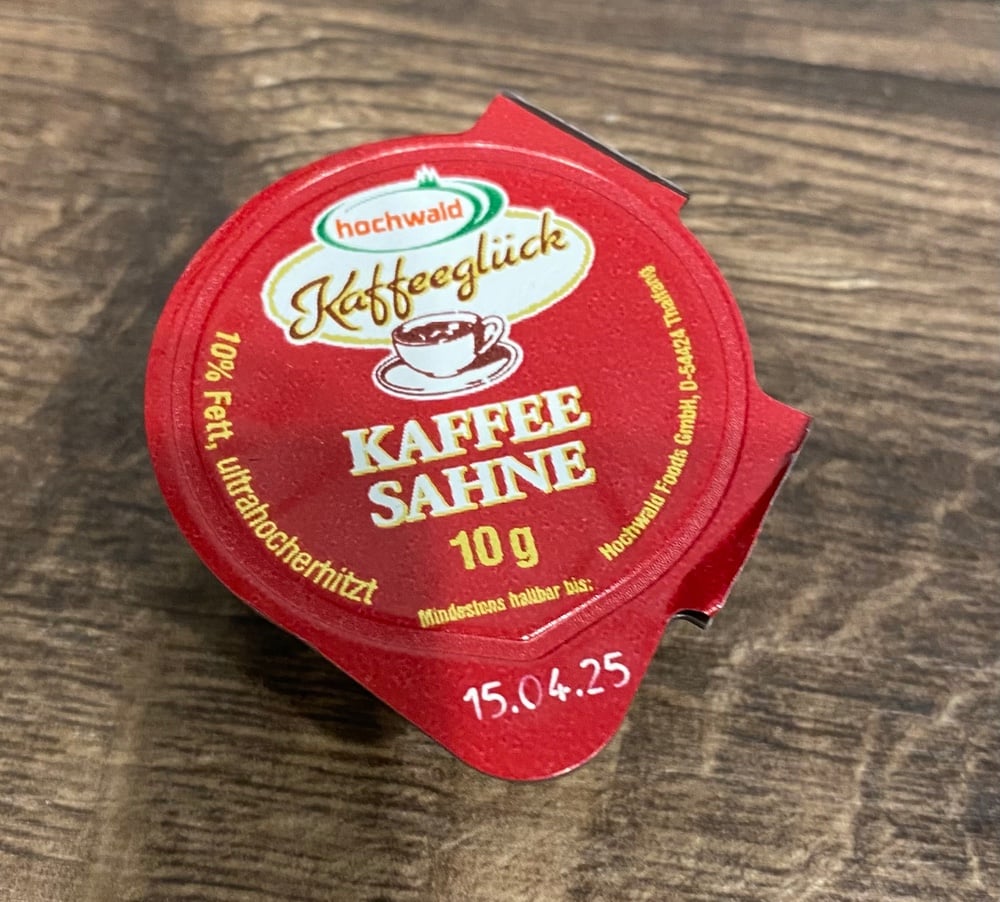 hochwald
Kaffeeglück
KAFFEE
SAHNE
10 g
10% Fett, ultrahocherhitzt
Mindestens haltbar bis:
Hochwald Foods GmbH, D-54424 Thalfang
15.04.25